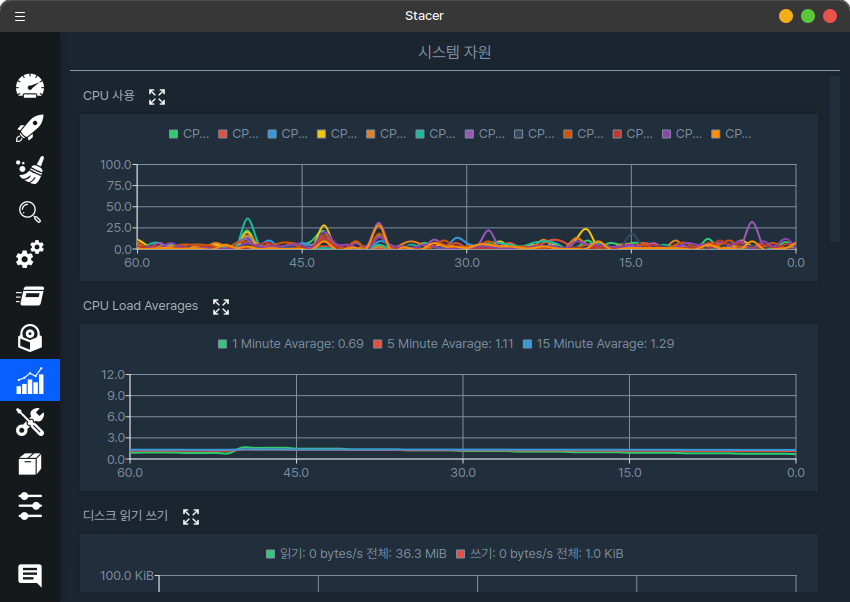 Stacer
시스템 자원
CPU 사용
CP... CP... CP... CP... CP... CP... CP... CP... CP... CP... CP... CP...
100.0
75.0
50.0
25.0
0.0
60.0 45.0 30.0 15.0 0.0
CPU Load Averages
1 Minute Avarage: 0.69 5 Minute Avarage: 1.11 15 Minute Avarage: 1.29
12.0
9.0
6.0
3.0
0.0
60.0 45.0 30.0 15.0 0.0
디스크 읽기 쓰기
읽기: 0 bytes/s 전체: 36.3 MiB 쓰기: 0 bytes/s 전체: 1.0 KiB
100.0 KiB